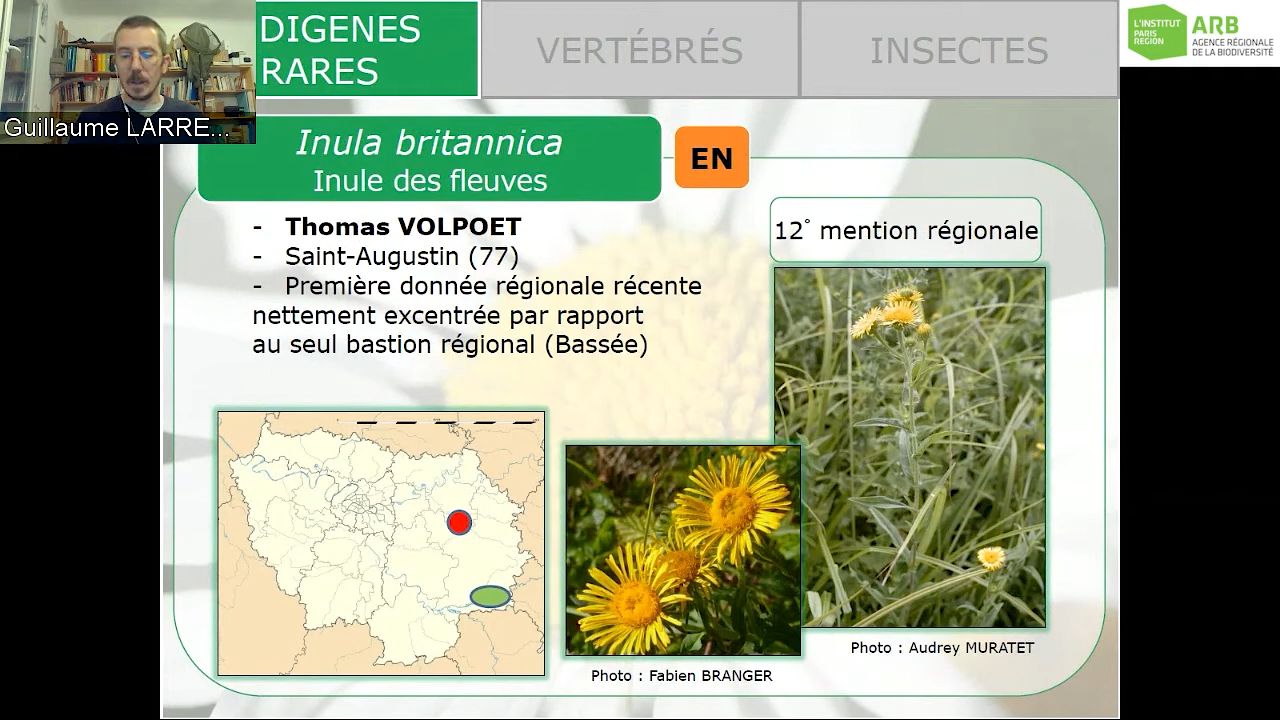 DIGENES
RARES
VERTÉBRÉS
INSECTES
L'INSTITUT
PARIS
REGION
ARB
AGENCE RÉGIONALE
DE LA BIODIVERSITÉ
Guillaume LARRE...
Inula britannica
Inule des fleuves
EN
- Thomas VOLPOET
- Saint-Augustin (77)
- Première donnée régionale récente
nettement excentrée par rapport
au seul bastion régional (Bassée)
12° mention régionale
Photo : Audrey MURATET
Photo : Fabien BRANGER